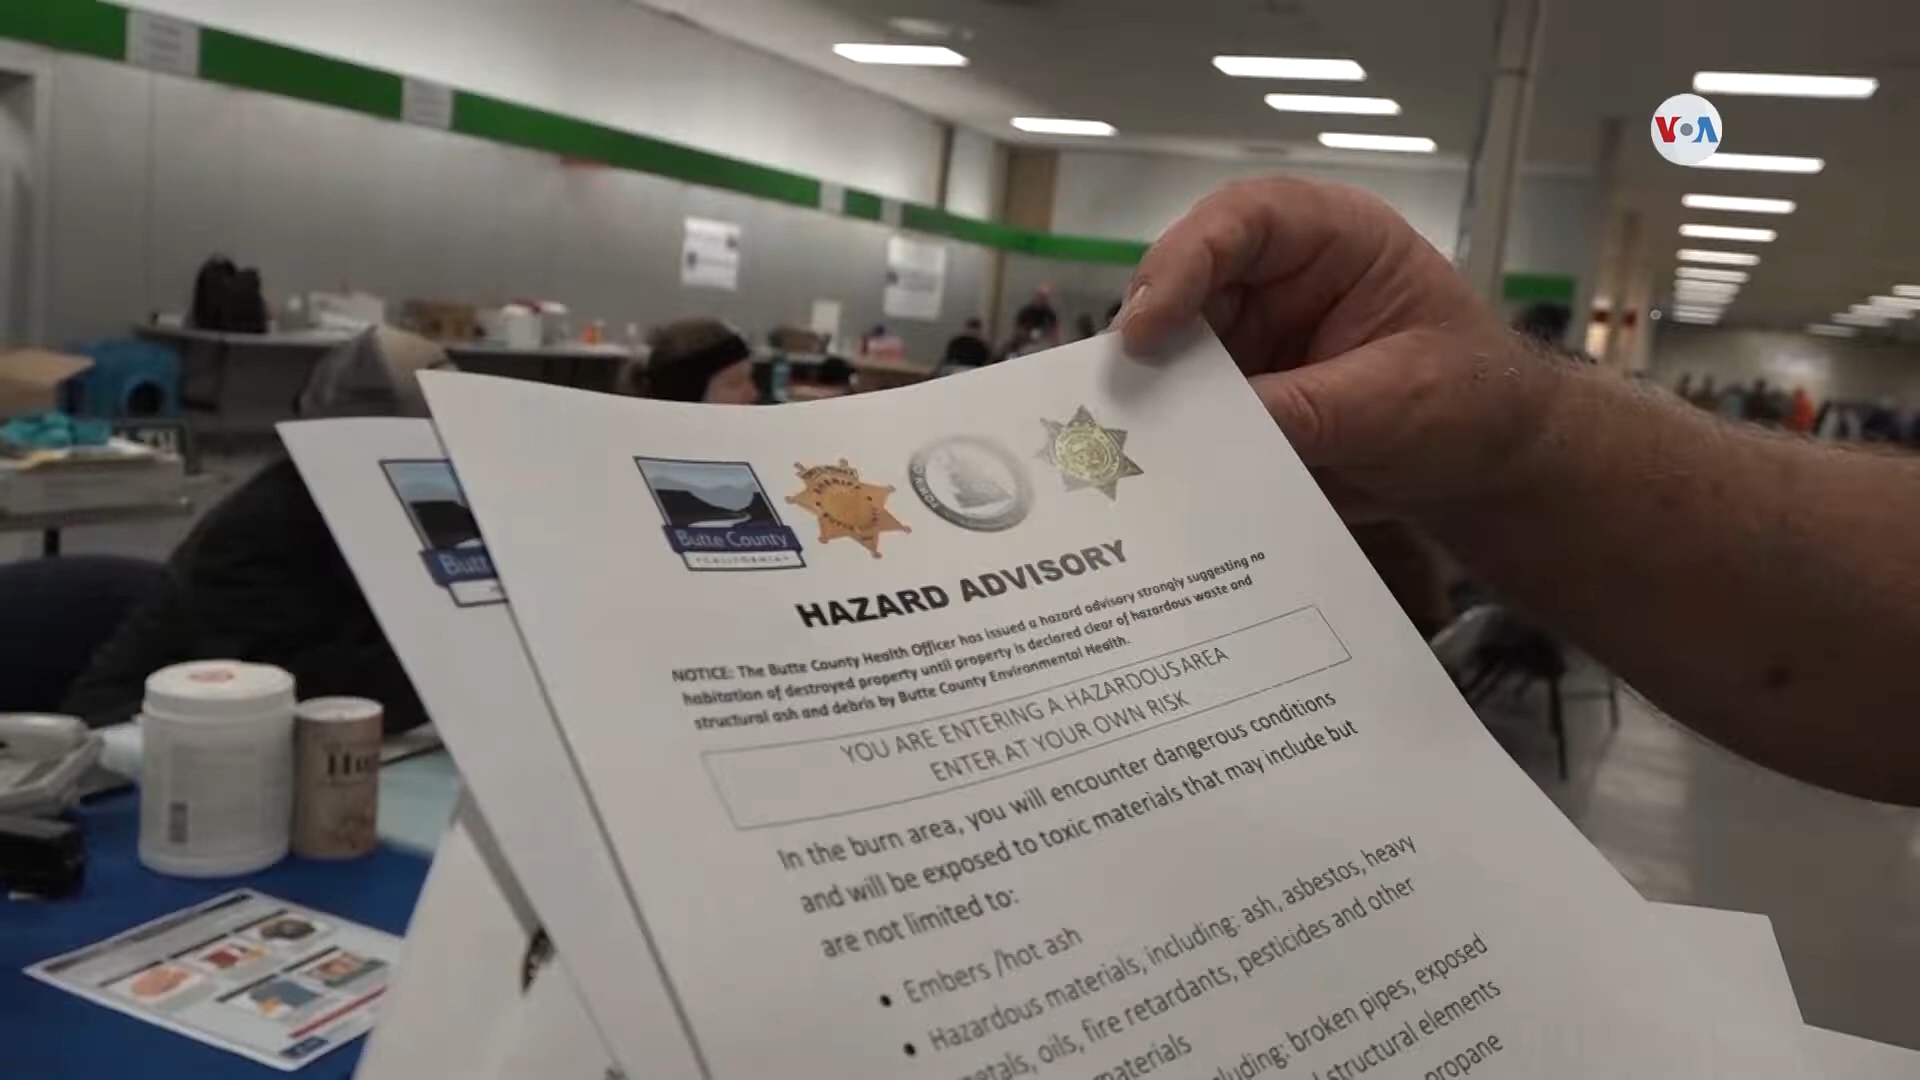 VOA
Butte County
CALIFORNIA
SHERIFF
Butt
HAZARD ADVISORY
NOTICE: The Butte County Health Officer has issued a hazard advisory strongly suggesting no
habitation of destroyed property until property is declared clear of hazardous waste and
structural ash and debris by Butte County Environmental Health.
YOU ARE ENTERING A HAZARDOUS AREA
ENTER AT YOUR OWN RISK
In the burn area, you will encounter dangerous conditions
and will be exposed to toxic materials that may include but
are not limited to:
• Embers /hot ash
• Hazardous materials, including: ash, asbestos, heavy
metals, oils, fire retardants, pesticides and other
materials
cluding: broken pipes, exposed
structural elements
propane